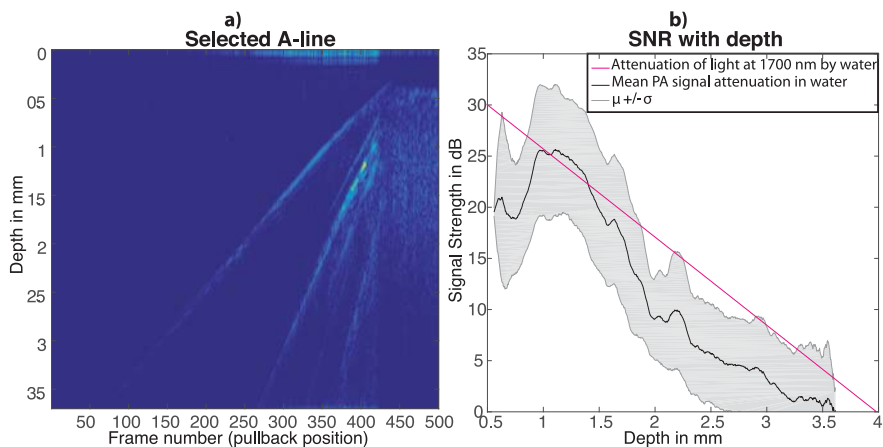 a)
Selected A-line
0
05
1
15
2
25
3
35
Depth in mm
50 100 150 200 250 300 350 400 450 500
Frame number (pullback position)
b)
SNR with depth
Attenuation of light at 1700 nm by water
Mean PA signal attenuation in water
μ +/- σ
35
30
25
20
15
10
5
0
Signal Strength in dB
0.5 1 1.5 2 2.5 3 3.5 4
Depth in mm